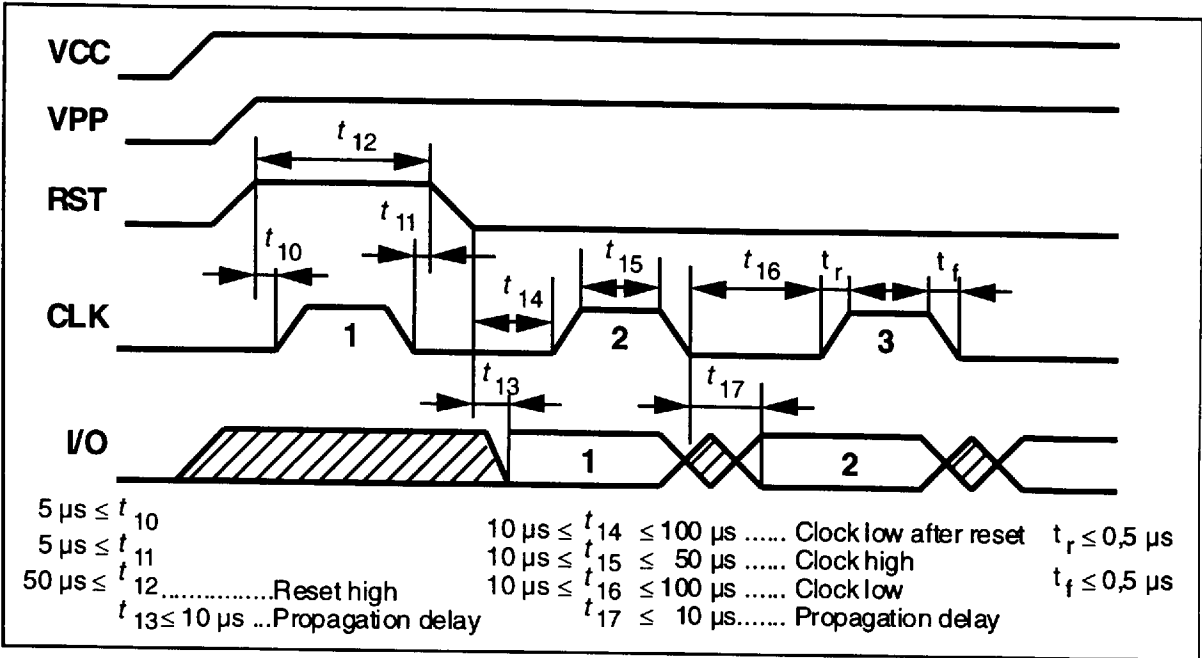 VCC
VPP
t 12
RST
t 11
t 10
t 15
t 16
t r
t f
t 14
CLK
1
2
3
t 13
t 17
I/O
1
2
5 µs ≤ t 10
5 µs ≤ t 11
50 µs ≤ t 12 ................Reset high
t 13 ≤ 10 µs ...Propagation delay
10 µs ≤ t 14 ≤ 100 µs ...... Clock low after reset
10 µs ≤ t 15 ≤ 50 µs ...... Clock high
10 µs ≤ t 16 ≤ 100 µs ...... Clock low
t 17 ≤ 10 µs....... Propagation delay
t r ≤ 0,5 µs
t f ≤ 0,5 µs